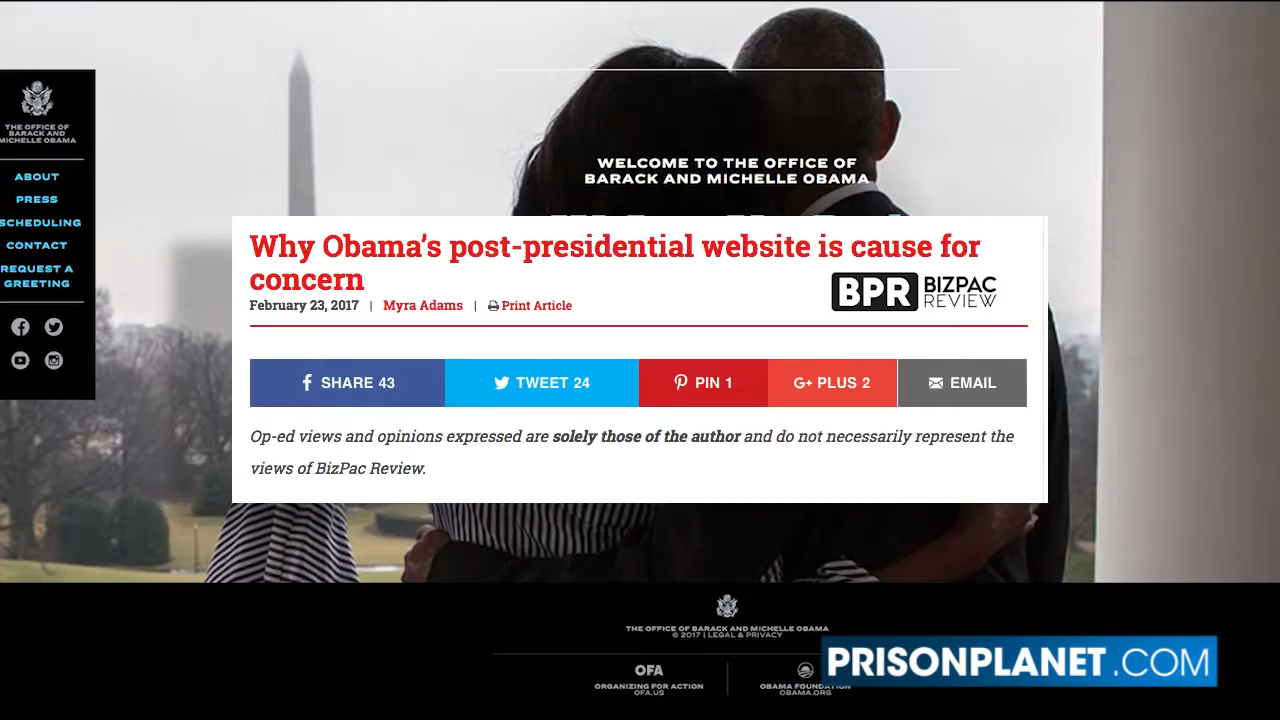 THE OFFICE OF
BARACK AND
MICHELLE OBAMA
ABOUT
PRESS
SCHEDULING
CONTACT
REQUEST A
GREETING
WELCOME TO THE OFFICE OF
BARACK AND MICHELLE OBAMA
Why Obama's post-presidential website is cause for
concern
February 23, 2017 | Myra Adams | Print Article
BPR BIZPAC
REVIEW
SHARE 43 TWEET 24 PIN 1 G+ PLUS 2 EMAIL
Op-ed views and opinions expressed are solely those of the author and do not necessarily represent the
views of BizPac Review.
THE OFFICE OF BARACK AND MICHELLE OBAMA
© 2017 | LEGAL & PRIVACY
OFA
ORGANIZING FOR ACTION
OFA.US
OBAMA FOUNDATION
OBAMA.ORG
PRISONPLANET.COM